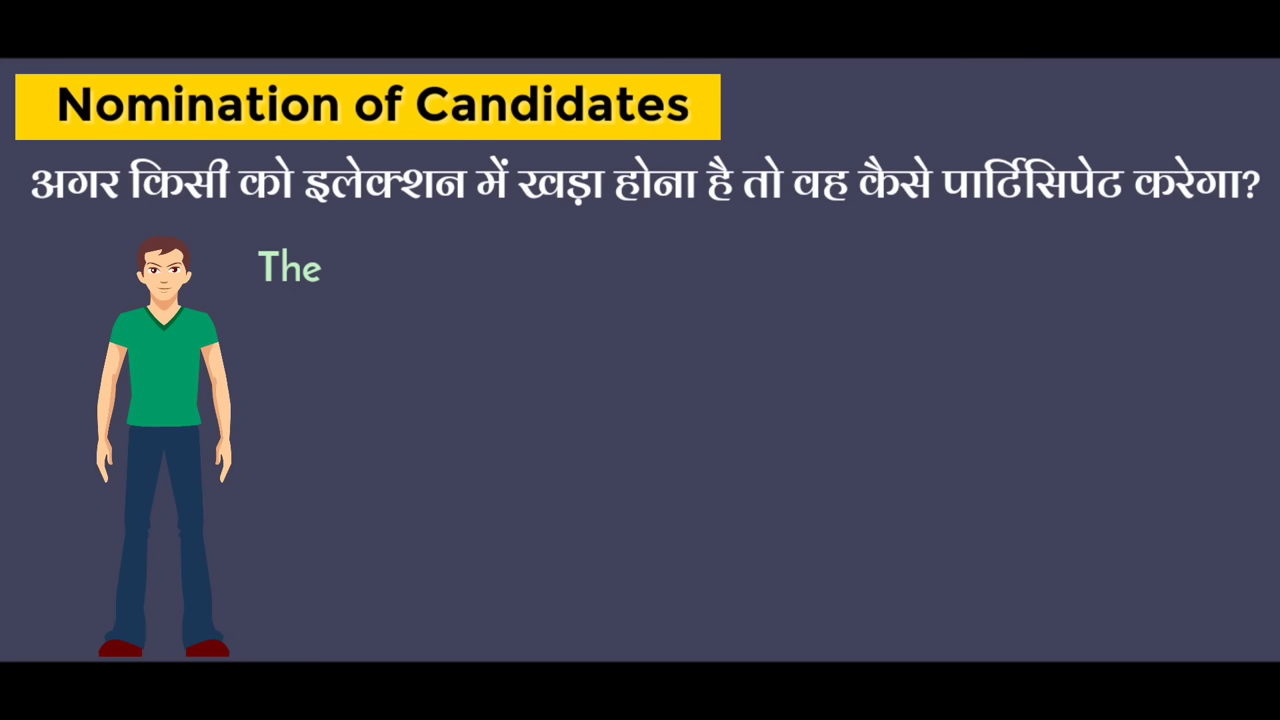 Nomination of Candidates
अगर किसी को इलेक्शन में खड़ा होना है तो वह कैसे पार्टिसिपेट करेगा?
The